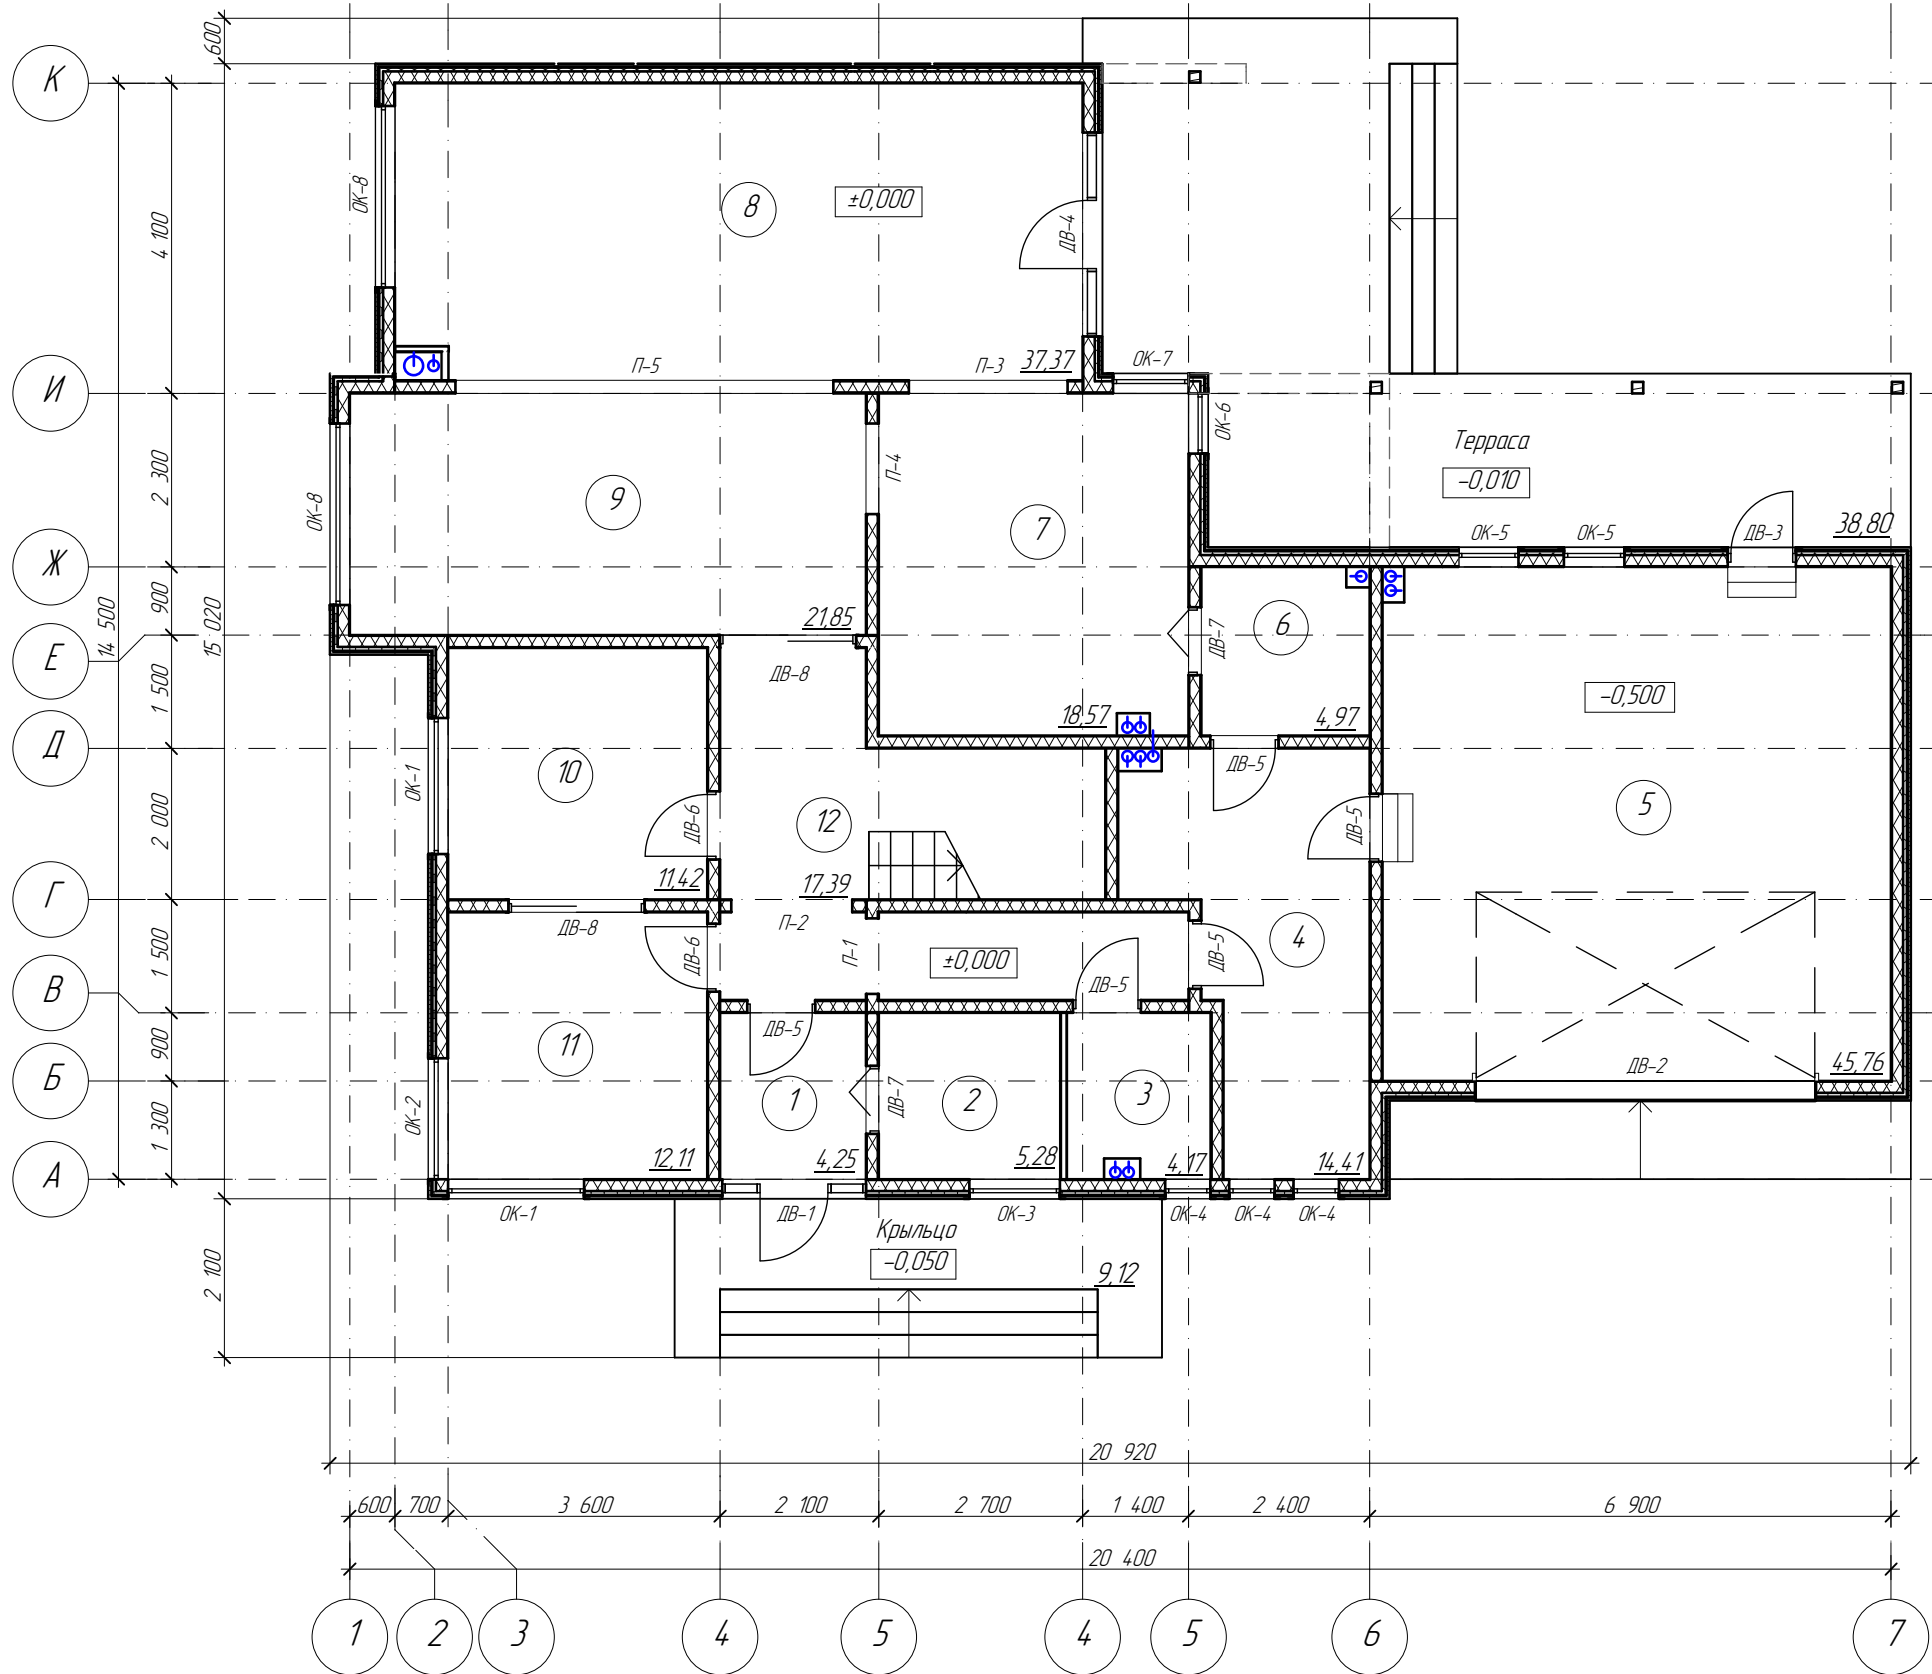 600
К
4 100
14 500
15 020
ОК-8
8
±0,000
ДВ-4
П-5
П-3
37,37
ОК-7
И
ОК-6
Терраса
-0,010
2 300
ОК-8
9
П-4
7
ОК-5
ОК-5
ДВ-3
38,80
Ж
900
21,85
6
ДВ-7
Е
1 500
ДВ-8
-0,500
18,57
4,97
Д
ДВ-5
ОК-1
10
ДВ-6
12
ДВ-5
5
2 000
11,42
17,39
Г
ДВ-8
П-2
П-1
±0,000
ДВ-6
ДВ-5
ДВ-5
4
1 500
В
ДВ-5
11
900
Б
ОК-2
1
ДВ-7
2
3
ДВ-2
45,76
1 300
12,11
4,25
5,28
4,17
14,41
А
ОК-1
ДВ-1
ОК-3
ОК-4
ОК-4
ОК-4
Крыльцо
-0,050
9,12
2 100
20 920
600
700
3 600
2 100
2 700
1 400
2 400
6 900
20 400
1
2
3
4
5
4
5
6
7